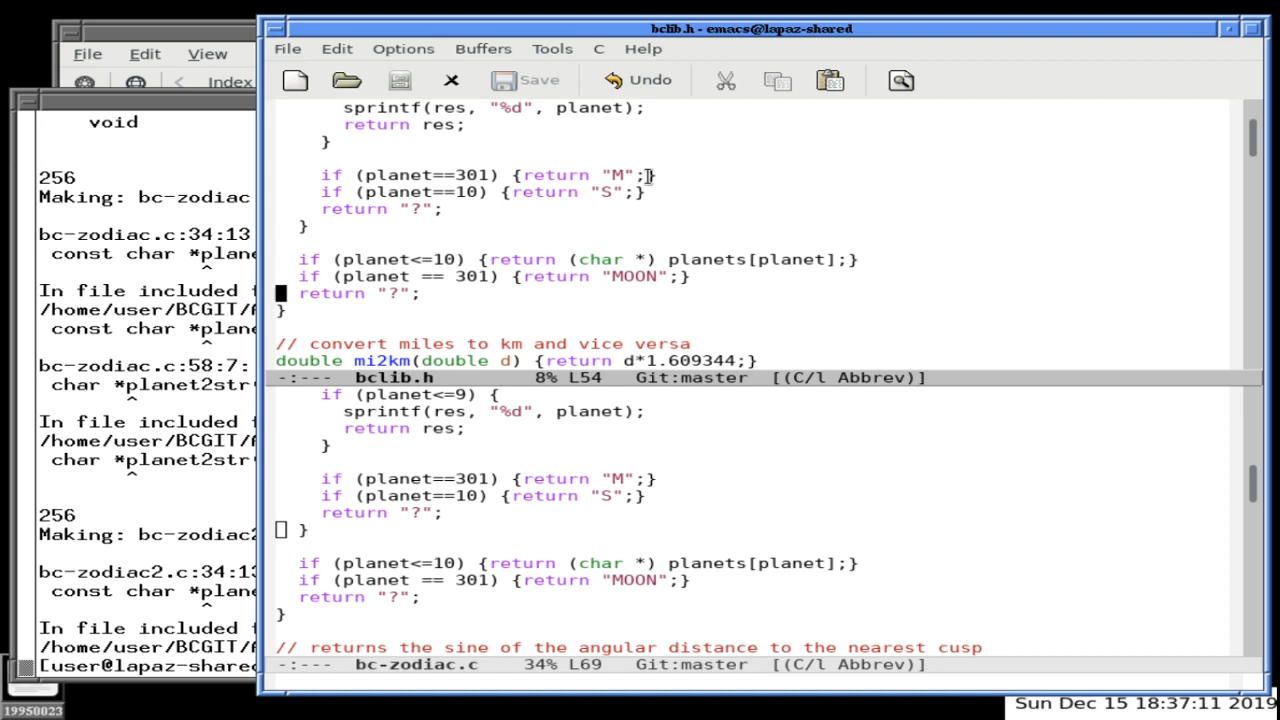 bclib.h - emacs@lapaz-shared
File Edit View
Index
void
256
Making: bc-zodiac
bc-zodiac.c:34:13
const char *plane
^
In file included
/home/user/BCGIT/
const char *plane
^
bc-zodiac.c:58:7:
char *planet2str
^
In file included
/home/user/BCGIT/
char *planet2str
^
256
Making: bc-zodiac2
bc-zodiac2.c:34:13
const char *plane
^
In file included
/home/user/BCGIT/
[user@lapaz-shared
File Edit Options Buffers Tools C Help
Save Undo
sprintf(res, "%d", planet);
return res;
}
if (planet==301) {return "M";}
if (planet==10) {return "S";}
return "?";
}
if (planet<=10) {return (char *) planets[planet];}
if (planet == 301) {return "MOON";}
return "?";
}
// convert miles to km and vice versa
double mi2km(double d) {return d*1.609344;}
-:--- bclib.h 8% L54 Git:master [(C/l Abbrev)]
if (planet<=9) {
sprintf(res, "%d", planet);
return res;
}
if (planet==301) {return "M";}
if (planet==10) {return "S";}
return "?";
}
if (planet<=10) {return (char *) planets[planet];}
if (planet == 301) {return "MOON";}
return "?";
}
// returns the sine of the angular distance to the nearest cusp
-:--- bc-zodiac.c 34% L69 Git:master [(C/l Abbrev)]
19950023
Sun Dec 15 18:37:11 2019